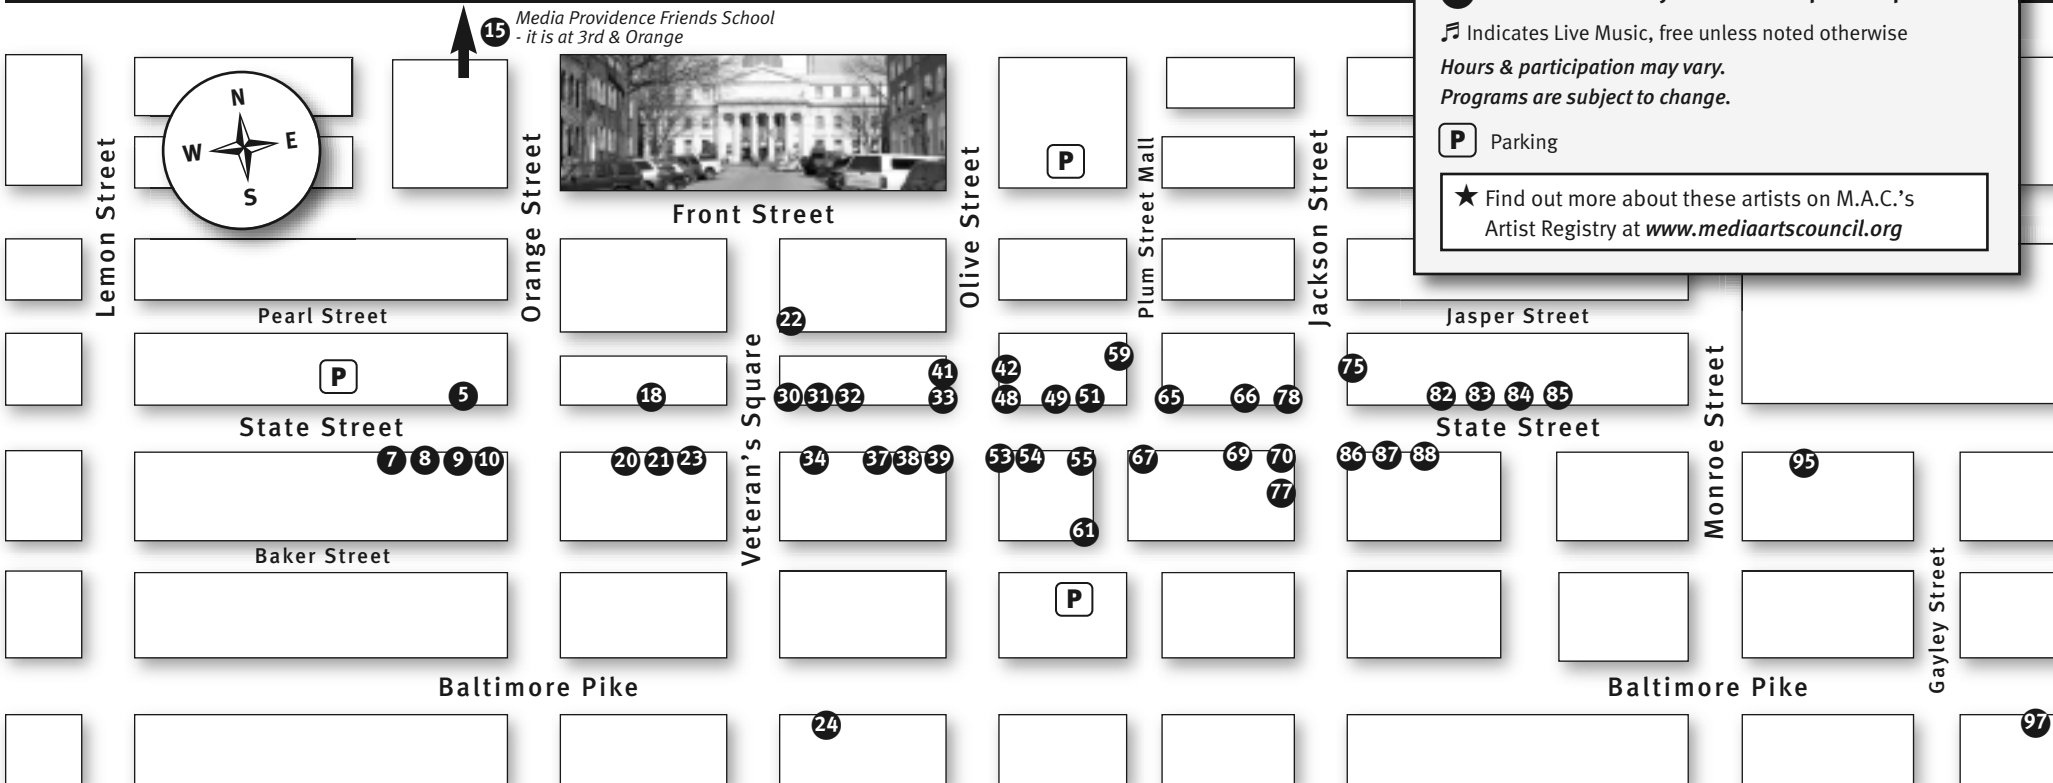 15
Media Providence Friends School
- it is at 3rd & Orange
♬ Indicates Live Music, free unless noted otherwise
Hours & participation may vary.
Programs are subject to change.
P Parking
★ Find out more about these artists on M.A.C.'s
Artist Registry at www.mediaartscouncil.org
N
W
E
S
P
Front Street
Lemon Street
Orange Street
Olive Street
Plum Street Mall
Jackson Street
Pearl Street
Jasper Street
22
Veteran's Square
Monroe Street
P
5
18
30
31
32
41
33
42
48
49
51
59
65
66
78
75
82
83
84
85
State Street
State Street
7
8
9
10
20
21
23
34
37
38
39
53
54
55
61
67
69
70
77
86
87
88
95
Baker Street
Gayley Street
P
Baltimore Pike
Baltimore Pike
24
97